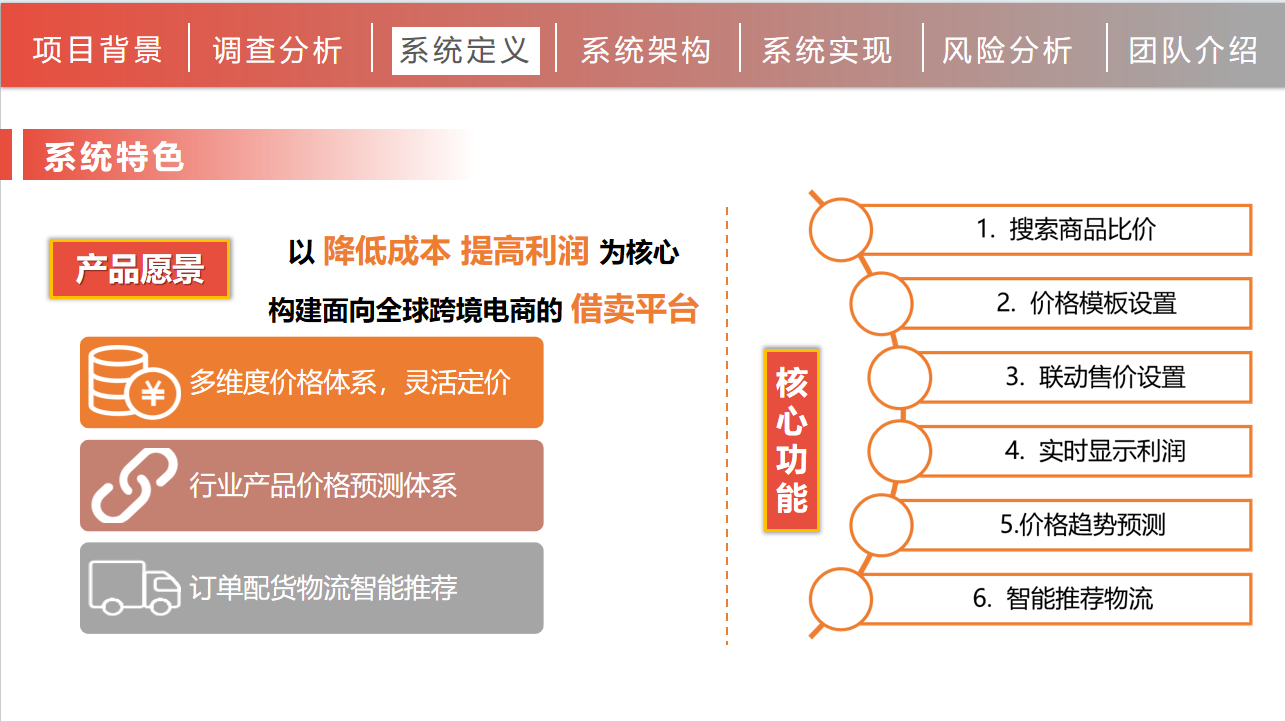 项目背景
调查分析
系统定义
系统架构
系统实现
风险分析
团队介绍
系统特色
产品愿景
以 降低成本 提高利润 为核心
构建面向全球跨境电商的 借卖平台
¥
多维度价格体系，灵活定价
行业产品价格预测体系
订单配货物流智能推荐
核心功能
1. 搜索商品比价
2. 价格模板设置
3. 联动售价设置
4. 实时显示利润
5.价格趋势预测
6. 智能推荐物流